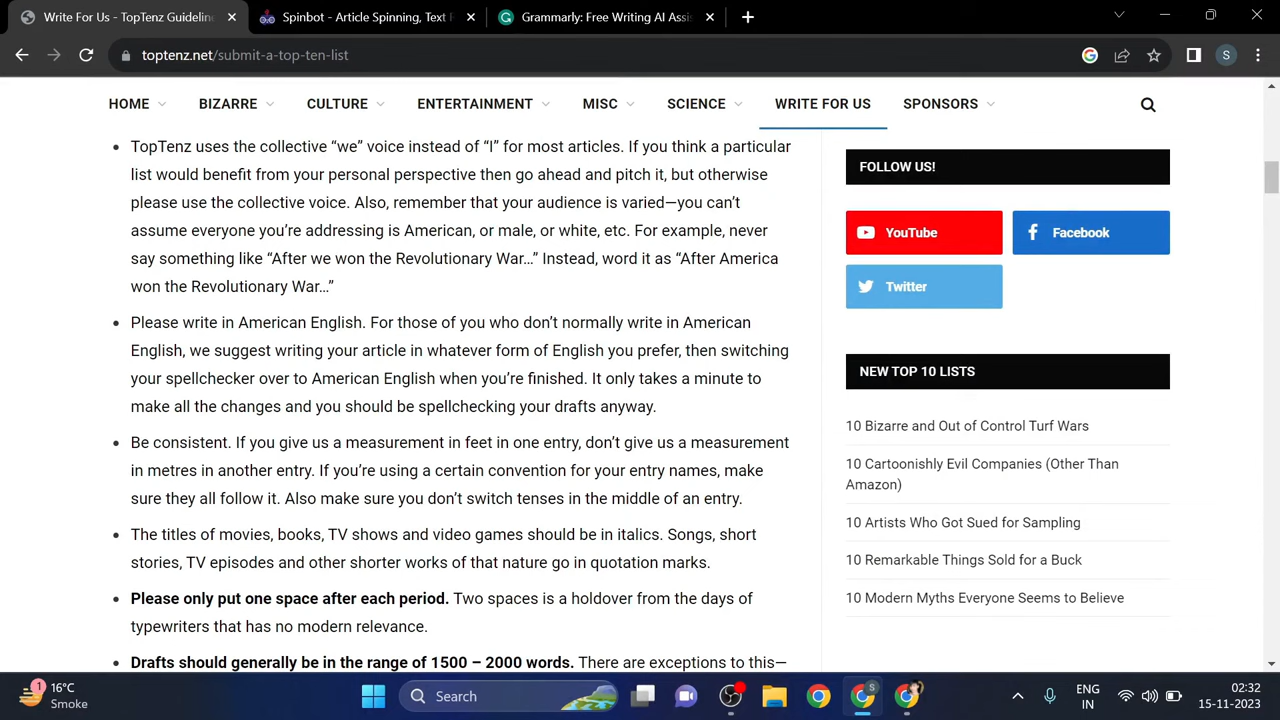 Write For Us - TopTenz Guideline
Spinbot - Article Spinning, Text
Grammarly: Free Writing AI Assis
toptenz.net/submit-a-top-ten-list
S
HOME
BIZARRE
CULTURE
ENTERTAINMENT
MISC
SCIENCE
WRITE FOR US
SPONSORS
• TopTenz uses the collective “we” voice instead of “I” for most articles. If you think a particular
list would benefit from your personal perspective then go ahead and pitch it, but otherwise
please use the collective voice. Also, remember that your audience is varied—you can’t
assume everyone you’re addressing is American, or male, or white, etc. For example, never
say something like “After we won the Revolutionary War…” Instead, word it as “After America
won the Revolutionary War…”
• Please write in American English. For those of you who don’t normally write in American
English, we suggest writing your article in whatever form of English you prefer, then switching
your spellchecker over to American English when you’re finished. It only takes a minute to
make all the changes and you should be spellchecking your drafts anyway.
• Be consistent. If you give us a measurement in feet in one entry, don’t give us a measurement
in metres in another entry. If you’re using a certain convention for your entry names, make
sure they all follow it. Also make sure you don’t switch tenses in the middle of an entry.
• The titles of movies, books, TV shows and video games should be in italics. Songs, short
stories, TV episodes and other shorter works of that nature go in quotation marks.
• Please only put one space after each period. Two spaces is a holdover from the days of
typewriters that has no modern relevance.
• Drafts should generally be in the range of 1500 – 2000 words. There are exceptions to this—
FOLLOW US!
YouTube
Facebook
Twitter
NEW TOP 10 LISTS
10 Bizarre and Out of Control Turf Wars
10 Cartoonishly Evil Companies (Other Than
Amazon)
10 Artists Who Got Sued for Sampling
10 Remarkable Things Sold for a Buck
10 Modern Myths Everyone Seems to Believe
1
16°C
Smoke
Search
S
ENG
IN
02:32
15-11-2023